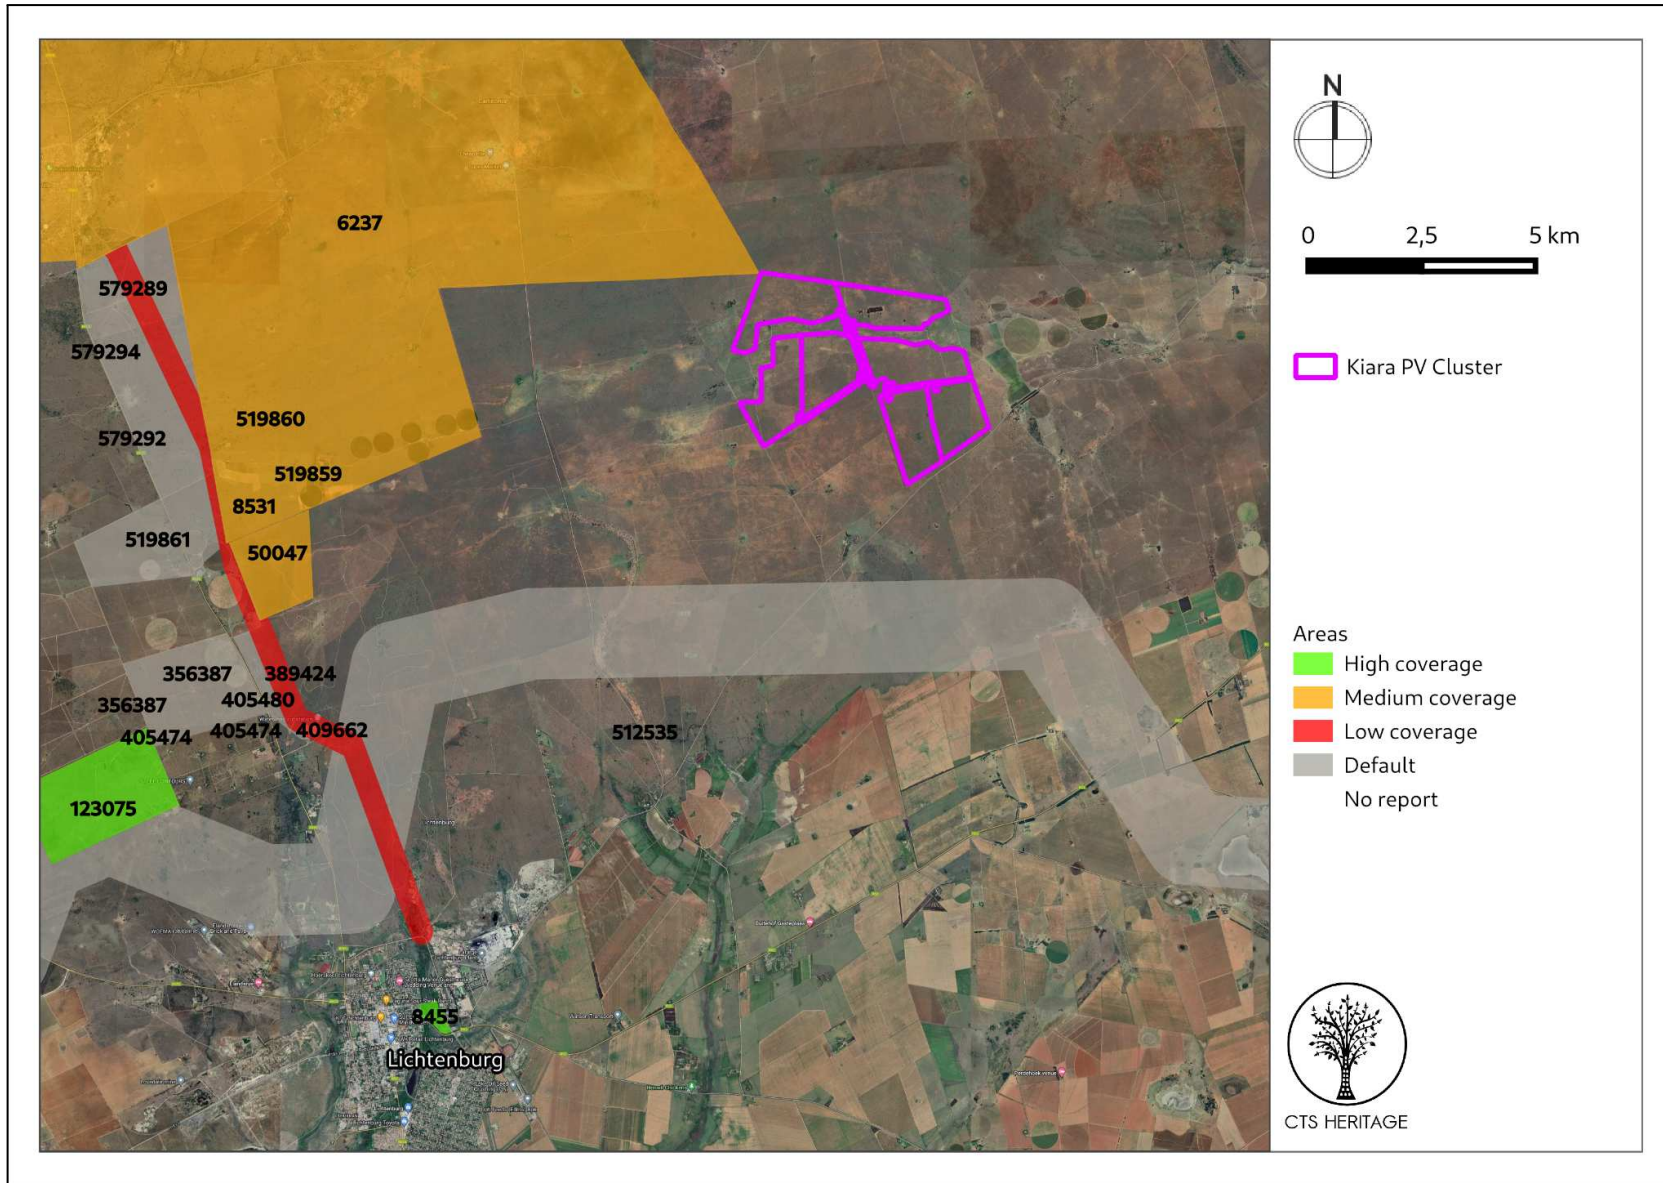 N
0 2,5 5 km
Kiara PV Cluster
Areas
High coverage
Medium coverage
Low coverage
Default
No report
CTS HERITAGE
6237
579289
579294
519860
579292
519859
8531
519861
50047
356387
389424
356387
405480
405474
405474
409662
512535
123075
8455
Lichtenburg